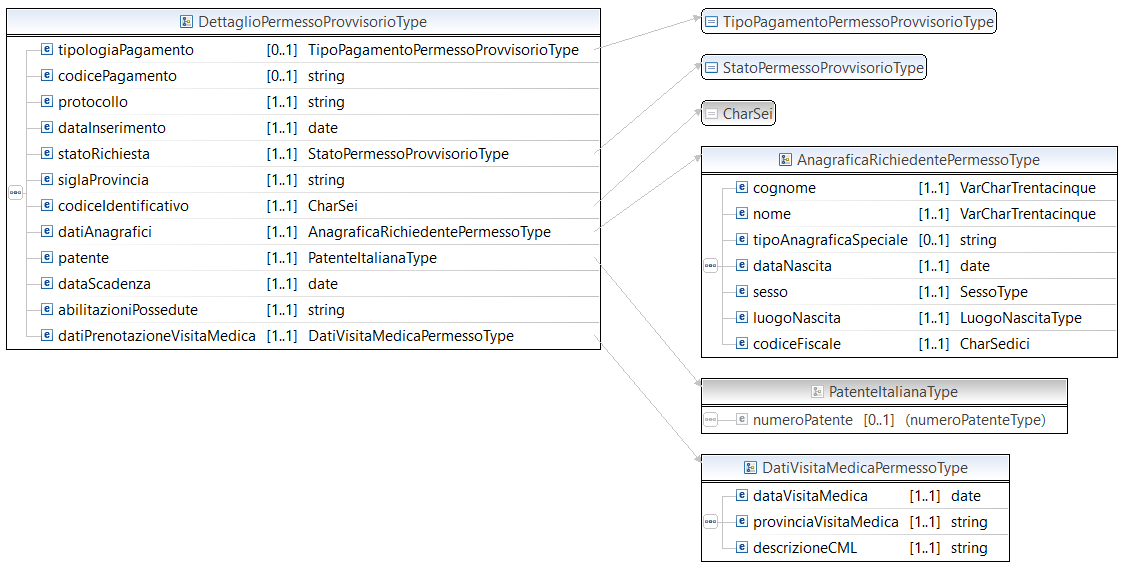 DettaglioPermessoProvvisorioType
tipologiaPagamento [0..1] TipoPagamentoPermessoProvvisorioType
codicePagamento [0..1] string
protocollo [1..1] string
dataInserimento [1..1] date
statoRichiesta [1..1] StatoPermessoProvvisorioType
siglaProvincia [1..1] string
codiceIdentificativo [1..1] CharSei
datiAnagrafici [1..1] AnagraficaRichiedentePermessoType
patente [1..1] PatenteItalianaType
dataScadenza [1..1] date
abilitazioniPossedute [1..1] string
datiPrenotazioneVisitaMedica [1..1] DatiVisitaMedicaPermessoType
TipoPagamentoPermessoProvvisorioType
StatoPermessoProvvisorioType
CharSei
AnagraficaRichiedentePermessoType
cognome [1..1] VarCharTrentacinque
nome [1..1] VarCharTrentacinque
tipoAnagraficaSpeciale [0..1] string
dataNascita [1..1] date
sesso [1..1] SessoType
luogoNascita [1..1] LuogoNascitaType
codiceFiscale [1..1] CharSedici
PatenteItalianaType
numeroPatente [0..1] (numeroPatenteType)
DatiVisitaMedicaPermessoType
dataVisitaMedica [1..1] date
provinciaVisitaMedica [1..1] string
descrizioneCML [1..1] string